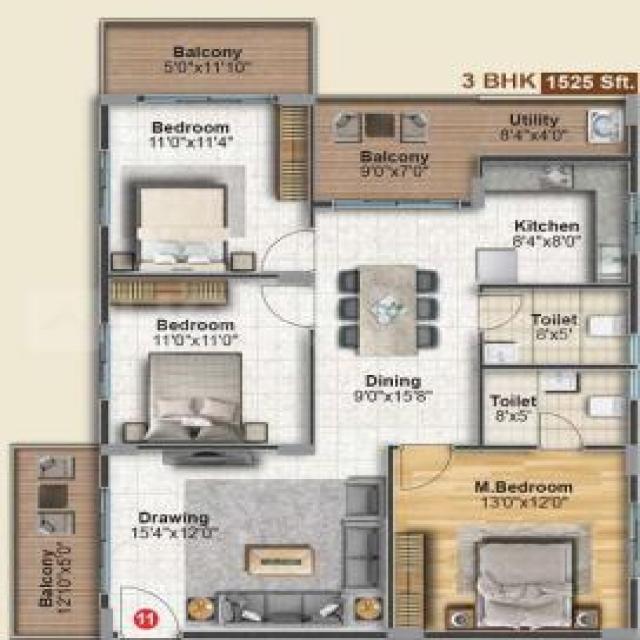 Balcony
5'0"x11'10"
3 BHK 1525 Sft.
Bedroom
11'0"x11'4"
Utility
8'4"x4'0"
Balcony
9'0"x7'0"
Kitchen
8'4"x8'0"
Bedroom
11'0"x11'0"
Toilet
8'x5'
Dining
9'0"x15'8"
Toilet
8'x5'
M.Bedroom
13'0"x12'0"
Drawing
15'4"x12'0"
Balcony
12'10"x5'0"
11